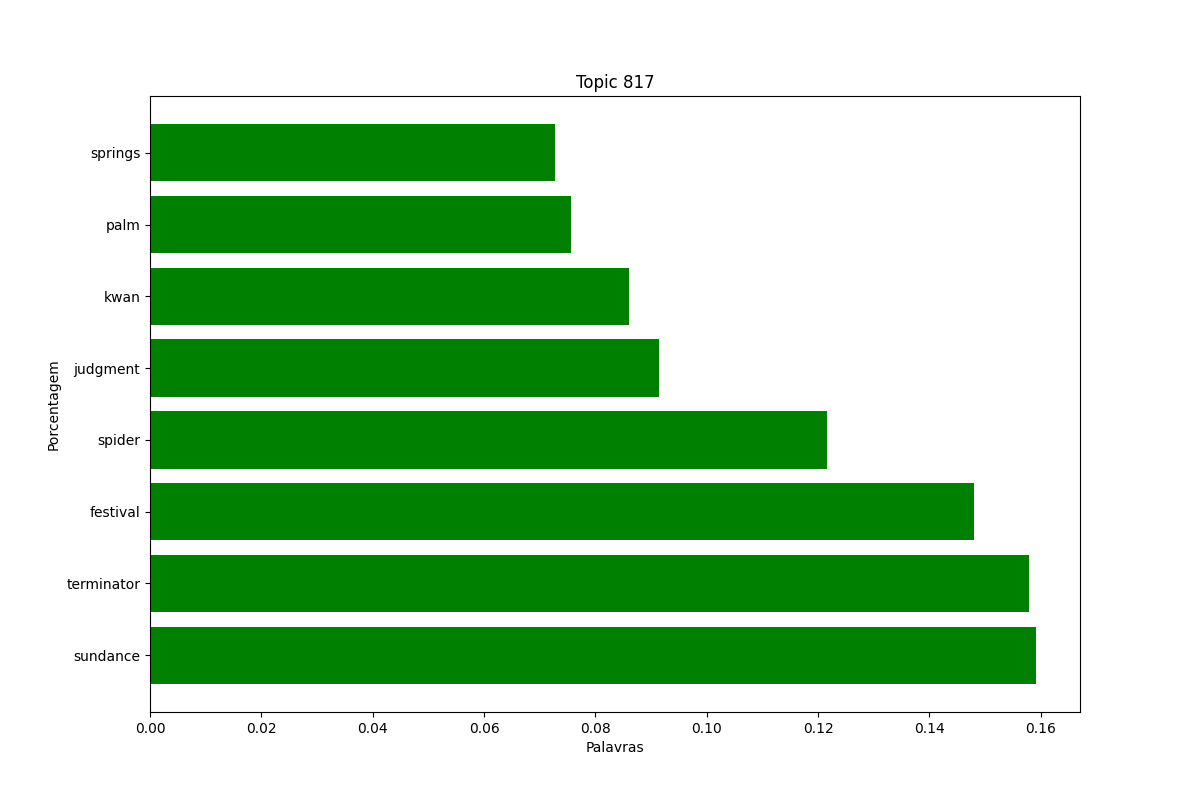 Topic 817
springs
palm
kwan
judgment
spider
festival
terminator
sundance
Porcentagem
0.00 0.02 0.04 0.06 0.08 0.10 0.12 0.14 0.16
Palavras